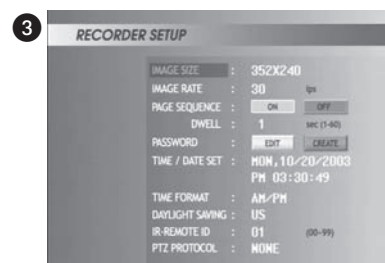 3
RECORDER SETUP
IMAGE SIZE : 352X240
IMAGE RATE : 30 ips
PAGE SEQUENCE : ON OFF
DWELL : 1 sec (1-60)
PASSWORD : EDIT CREATE
TIME / DATE SET : MON,10/20/2003
PM 03:30:49
TIME FORMAT : AM/PM
DAYLIGHT SAVING : US
IR-REMOTE ID : 01 (00-99)
PTZ PROTOCOL : NONE